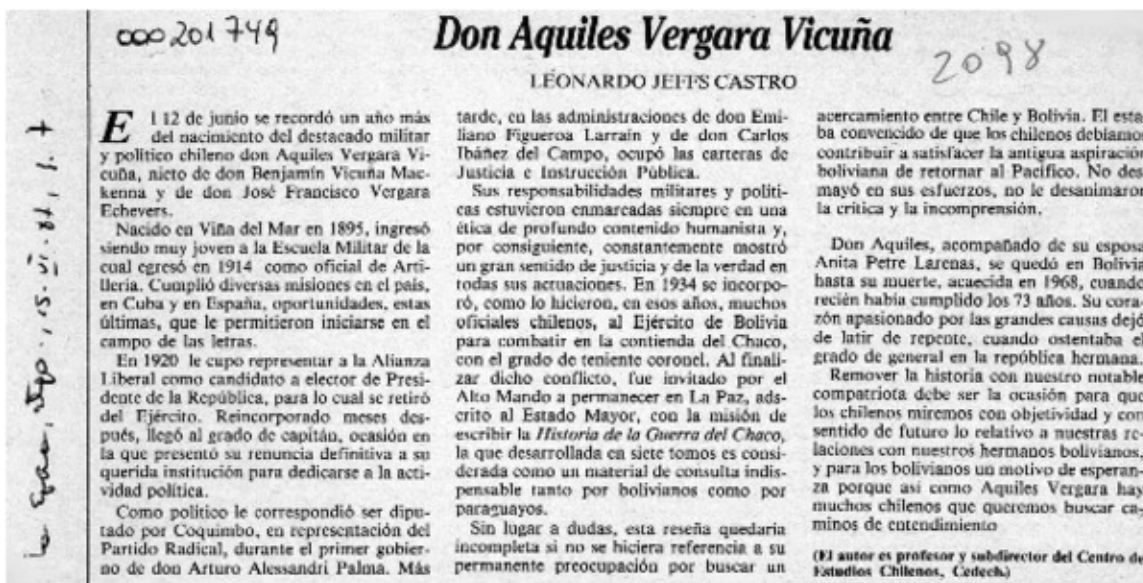 000201749
Don Aquiles Vergara Vicuña
2098
LEONARDO JEFFS CASTRO
El 12 de junio se recordó un año más
del nacimiento del destacado militar
y político chileno don Aquiles Vergara Vi-
cuña, nieto de don Benjamín Vicuña Mac-
kenna y de don José Francisco Vergara
Echevers.
Nacido en Viña del Mar en 1895, ingresó
siendo muy joven a la Escuela Militar de la
cual egresó en 1914 como oficial de Arti-
llería. Cumplió diversas misiones en el país,
en Cuba y en España, oportunidades, estas
últimas, que le permitieron iniciarse en el
campo de las letras.
En 1920 le cupo representar a la Alianza
Liberal como candidato a elector de Presi-
dente de la República, para lo cual se retiró
del Ejército. Reincorporado meses des-
pués, llegó al grado de capitán, ocasión en
la que presentó su renuncia definitiva a su
querida institución para dedicarse a la acti-
vidad política.
Como político le correspondió ser dipu-
tado por Coquimbo, en representación del
Partido Radical, durante el primer gobier-
no de don Arturo Alessandri Palma. Más
tarde, en las administraciones de don Emi-
liano Figueroa Larraín y de don Carlos
Ibáñez del Campo, ocupó las carteras de
Justicia e Instrucción Pública.
Sus responsabilidades militares y políti-
cas estuvieron enmarcadas siempre en una
ética de profundo contenido humanista y,
por consiguiente, constantemente mostró
un gran sentido de justicia y de la verdad en
todas sus actuaciones. En 1934 se incorpo-
ró, como lo hicieron, en esos años, muchos
oficiales chilenos, al Ejército de Bolivia
para combatir en la contienda del Chaco,
con el grado de teniente coronel. Al finali-
zar dicho conflicto, fue invitado por el
Alto Mando a permanecer en La Paz, ads-
crito al Estado Mayor, con la misión de
escribir la Historia de la Guerra del Chaco,
la que desarrollada en siete tomos es consi-
derada como un material de consulta indis-
pensable tanto por bolivianos como por
paraguayos.
Sin lugar a dudas, esta reseña quedaría
incompleta si no se hiciera referencia a su
permanente preocupación por buscar un
acercamiento entre Chile y Bolivia. El esta
ba convencido de que los chilenos debíamos
contribuir a satisfacer la antigua aspiración
boliviana de retornar al Pacífico. No des
mayó en sus esfuerzos, no le desanimaron
la crítica y la incomprensión.
Don Aquiles, acompañado de su esposa
Anita Petre Larenas, se quedó en Bolivia
hasta su muerte, acaecida en 1968, cuando
recién había cumplido los 73 años. Su cora-
zón apasionado por las grandes causas dejó
de latir de repente, cuando ostentaba el
grado de general en la república hermana.
Remover la historia con nuestro notable
compatriota debe ser la ocasión para que
los chilenos miremos con objetividad y con
sentido de futuro lo relativo a nuestras re-
laciones con nuestros hermanos bolivianos,
y para los bolivianos un motivo de esperan-
za porque así como Aquiles Vergara hay
muchos chilenos que queremos buscar ca-
minos de entendimiento
(El autor es profesor y subdirector del Centro de
Estudios Chilenos, Cedech.)